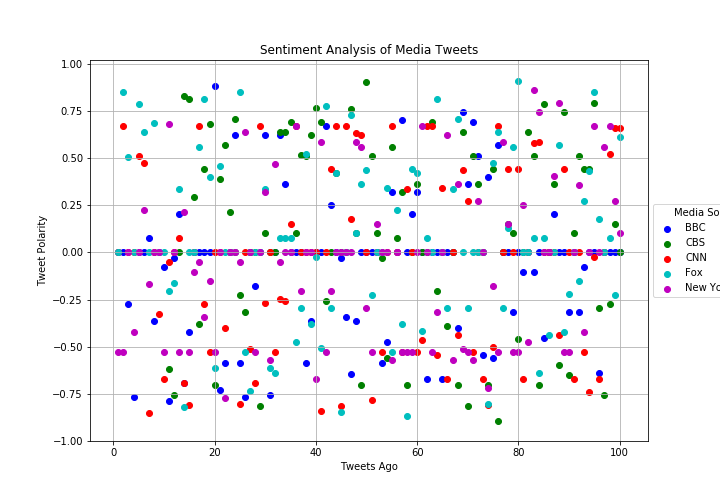 Sentiment Analysis of Media Tweets
1.00
0.75
0.50
0.25
0.00
−0.25
−0.50
−0.75
−1.00
Tweet Polarity
0
20
40
60
80
100
Tweets Ago
Media So
BBC
CBS
CNN
Fox
New Yo